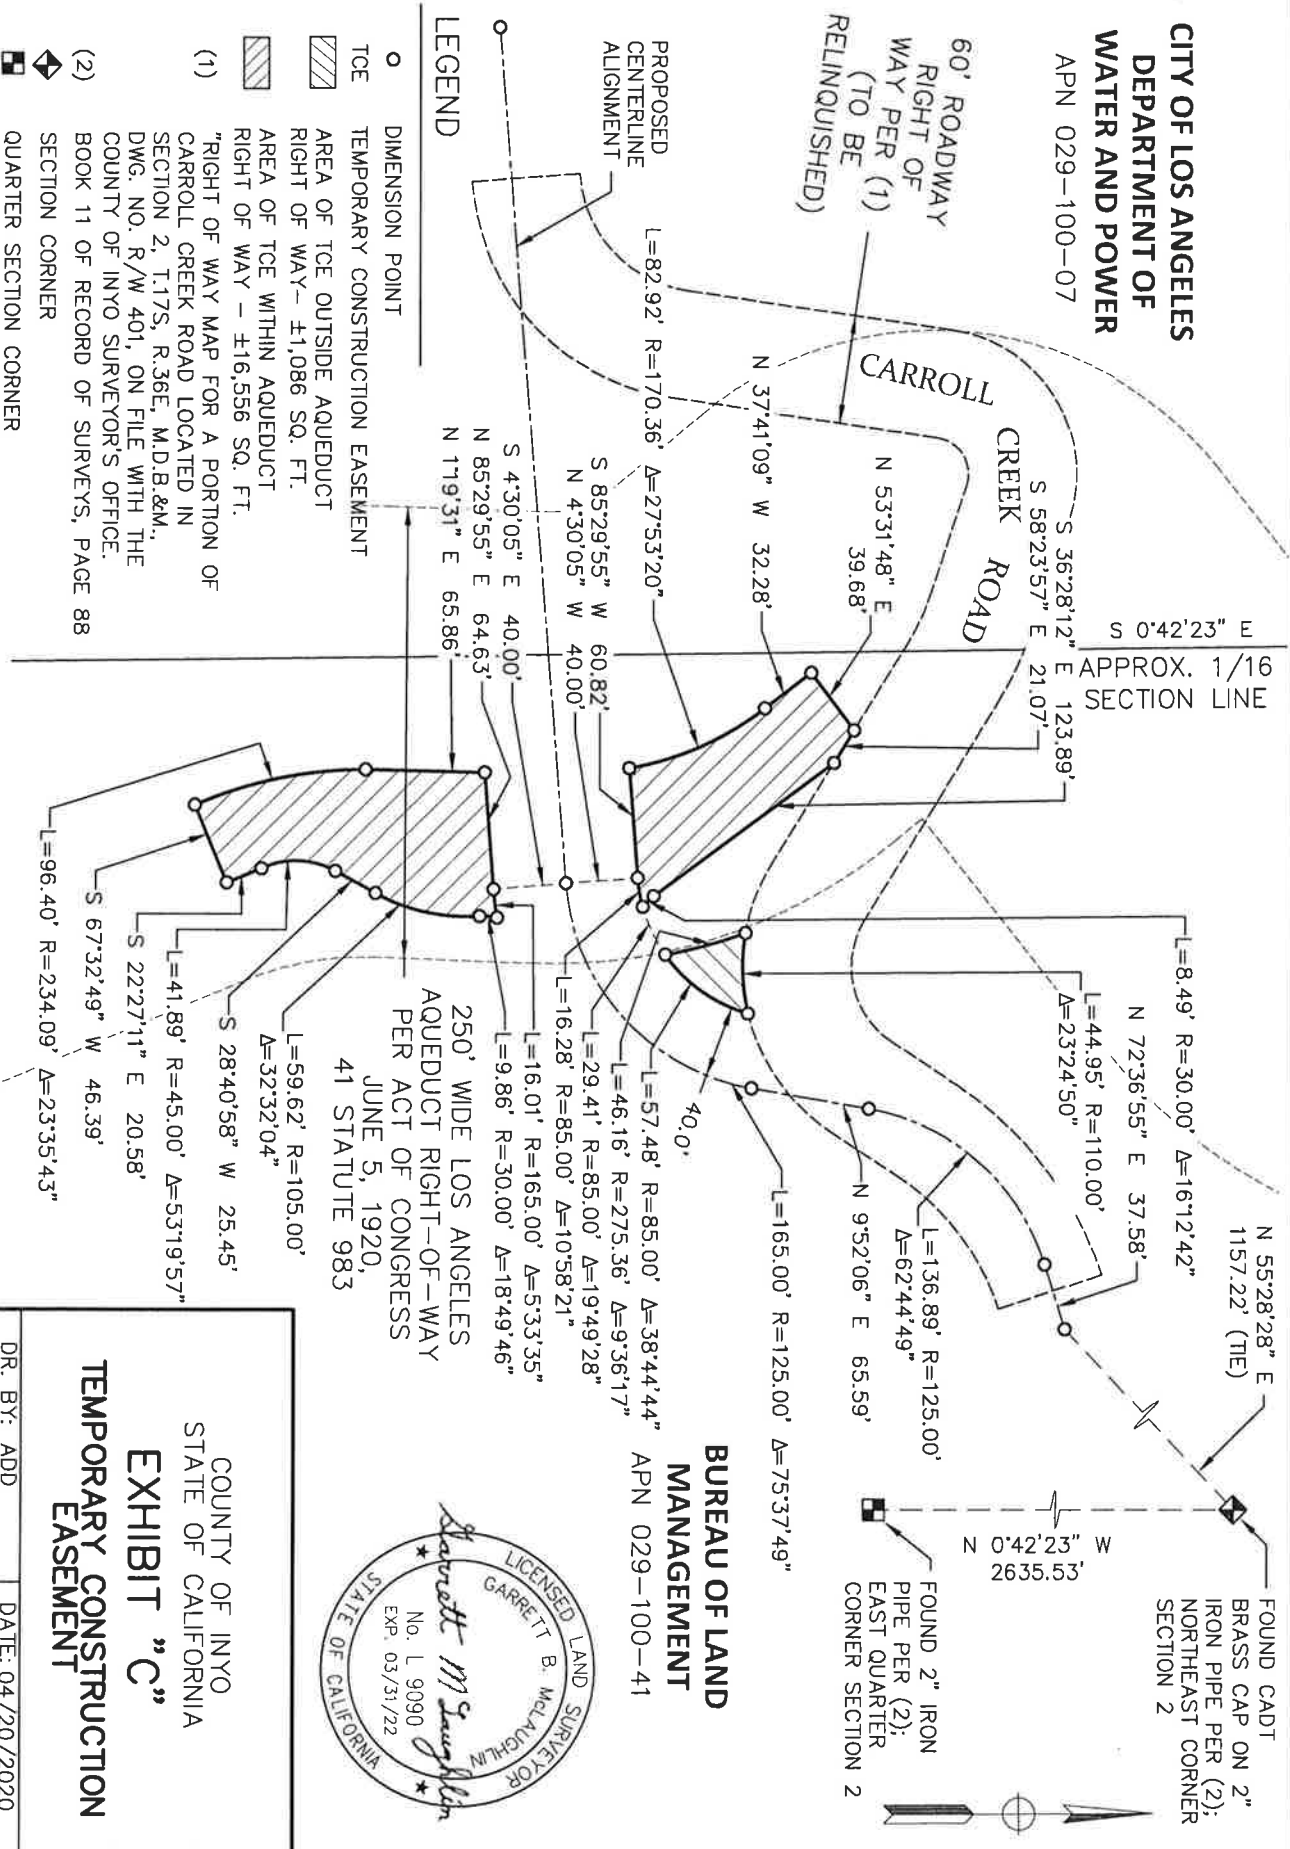 CITY OF LOS ANGELES
DEPARTMENT OF
WATER AND POWER
APN 029-100-07
60' ROADWAY
RIGHT OF
WAY PER (1)
(TO BE
RELINQUISHED)
PROPOSED
CENTERLINE
ALIGNMENT
CARROLL
CREEK
ROAD
S 0°42'23" E
APPROX. 1/16
SECTION LINE
S 36°28'12" E 123.89'
S 58°23'57" E 21.07'
N 53°31'48" E
39.68'
N 37°41'09" W 32.28'
L=82.92' R=170.36' Δ=27°53'20"
S 85°29'55" W 60.82'
N 4°30'05" W 40.00'
S 4°30'05" E 40.00'
N 85°29'55" E 64.63'
N 1°19'31" E 65.86'
N 55°28'28" E
1157.22' (TIE)
L=8.49' R=30.00' Δ=16°12'42"
N 72°36'55" E 37.58'
L=44.95' R=110.00'
Δ=23°24'50"
L=136.89' R=125.00'
Δ=62°44'49"
N 9°52'06" E 65.59'
L=165.00' R=125.00' Δ=75°37'49"
40.0'
L=57.48' R=85.00' Δ=38°44'44"
L=46.16' R=275.36' Δ=9°36'17"
L=29.41' R=85.00' Δ=19°49'28"
L=16.28' R=85.00' Δ=10°58'21"
L=16.01' R=165.00' Δ=5°33'35"
L=9.86' R=30.00' Δ=18°49'46"
250' WIDE LOS ANGELES
AQUEDUCT RIGHT-OF-WAY
PER ACT OF CONGRESS
JUNE 5, 1920,
41 STATUTE 983
L=59.62' R=105.00'
Δ=32°32'04"
S 28°40'58" W 25.45'
L=41.89' R=45.00' Δ=53°19'57"
S 22°27'11" E 20.58'
S 67°32'49" W 46.39'
L=96.40' R=234.09' Δ=23°35'43"
FOUND CADT
BRASS CAP ON 2"
IRON PIPE PER (2);
NORTHEAST CORNER
SECTION 2
N 0°42'23" W
2635.53'
FOUND 2" IRON
PIPE PER (2);
EAST QUARTER
CORNER SECTION 2
BUREAU OF LAND
MANAGEMENT
APN 029-100-41
LEGEND
DIMENSION POINT
TCE TEMPORARY CONSTRUCTION EASEMENT
AREA OF TCE OUTSIDE AQUEDUCT
RIGHT OF WAY- ±1,086 SQ. FT.
AREA OF TCE WITHIN AQUEDUCT
RIGHT OF WAY - ±16,556 SQ. FT.
(1) "RIGHT OF WAY MAP FOR A PORTION OF
CARROLL CREEK ROAD LOCATED IN
SECTION 2, T.17S, R.36E, M.D.B.&M.,
DWG. NO. R/W 401, ON FILE WITH THE
COUNTY OF INYO SURVEYOR'S OFFICE.
(2) BOOK 11 OF RECORD OF SURVEYS, PAGE 88
SECTION CORNER
QUARTER SECTION CORNER
LICENSED LAND SURVEYOR
GARRETT B. McLAUGHLIN
Garrett McLaughlin
No. L 9090
EXP. 03/31/22
STATE OF CALIFORNIA
COUNTY OF INYO
STATE OF CALIFORNIA
EXHIBIT "C"
TEMPORARY CONSTRUCTION
EASEMENT
DR. BY: ADD
DATE: 04/20/2020